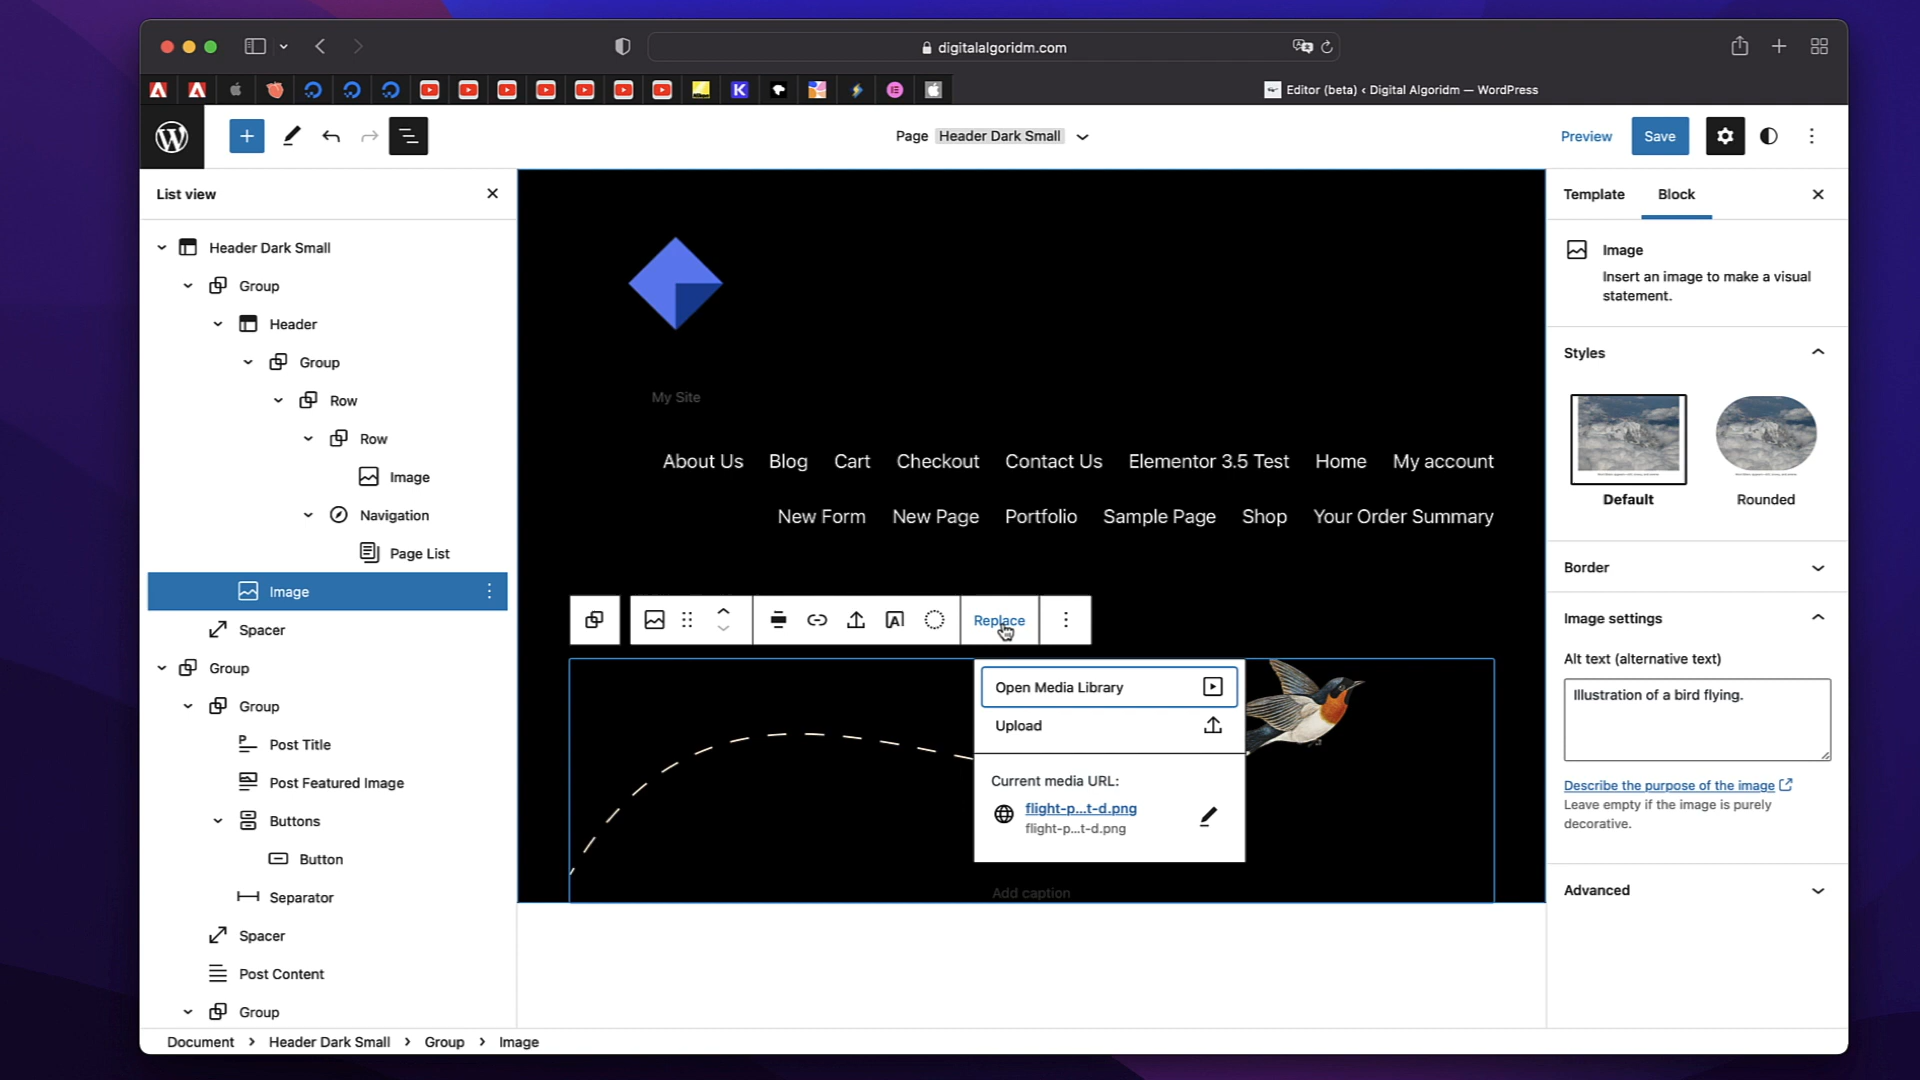 digitalalgoridm.com
Editor (beta) ‹ Digital Algoridm — WordPress
Page Header Dark Small
Preview
Save
List view
Header Dark Small
Group
Header
Group
Row
Row
Image
Navigation
Page List
Image
Spacer
Group
Group
Post Title
Post Featured Image
Buttons
Button
Separator
Spacer
Post Content
Group
My Site
About Us Blog Cart Checkout Contact Us Elementor 3.5 Test Home My account
New Form New Page Portfolio Sample Page Shop Your Order Summary
Replace
Open Media Library
Upload
Current media URL:
flight-p...t-d.png
flight-p...t-d.png
Add caption
Template Block
Image
Insert an image to make a visual
statement.
Styles
Default
Rounded
Border
Image settings
Alt text (alternative text)
Illustration of a bird flying.
Describe the purpose of the image
Leave empty if the image is purely
decorative.
Advanced
Document > Header Dark Small > Group > Image